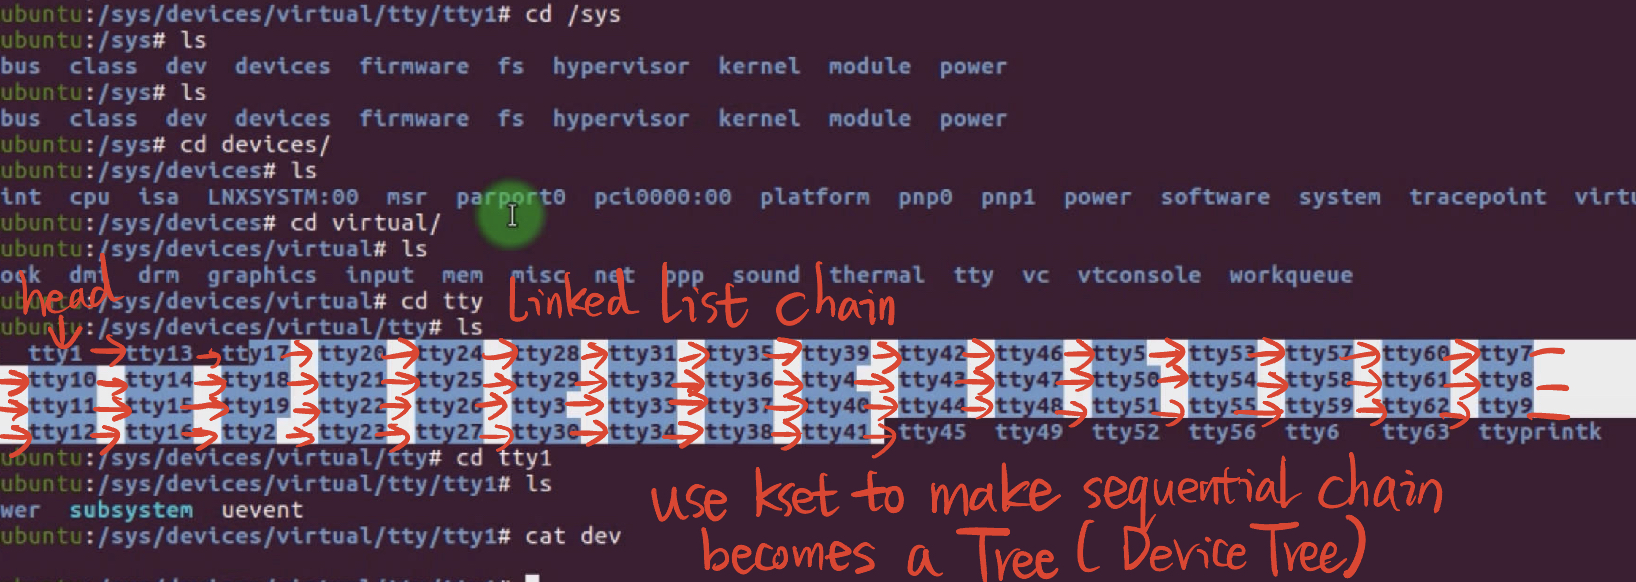 ubuntu:/sys/devices/virtual/tty/tty1# cd /sys
ubuntu:/sys# ls
bus class dev devices firmware fs hypervisor kernel module power
ubuntu:/sys# ls
bus class dev devices firmware fs hypervisor kernel module power
ubuntu:/sys# cd devices/
ubuntu:/sys/devices# ls
int cpu isa LNXSYSTM:00 msr parport0 pci0000:00 platform pnp0 pnp1 power software system tracepoint virtu
ubuntu:/sys/devices# cd virtual/
ubuntu:/sys/devices/virtual# ls
ock dmi drm graphics input mem misc net ppp sound thermal tty vc vtconsole workqueue
head
ubuntu:/sys/devices/virtual# cd tty
Linked List Chain
ubuntu:/sys/devices/virtual/tty# ls
tty1 tty13 tty17 tty20 tty24 tty28 tty31 tty35 tty39 tty42 tty46 tty5 tty53 tty57 tty60 tty7
tty10 tty14 tty18 tty21 tty25 tty29 tty32 tty36 tty4 tty43 tty47 tty50 tty54 tty58 tty61 tty8
tty11 tty15 tty19 tty22 tty26 tty3 tty33 tty37 tty40 tty44 tty48 tty51 tty55 tty59 tty62 tty9
tty12 tty16 tty2 tty23 tty27 tty30 tty34 tty38 tty41 tty45 tty49 tty52 tty56 tty6 tty63 ttyprintk
ubuntu:/sys/devices/virtual/tty# cd tty1
ubuntu:/sys/devices/virtual/tty/tty1# ls
wer subsystem uevent
ubuntu:/sys/devices/virtual/tty/tty1# cat dev
use kset to make sequential chain
becomes a Tree (Device Tree)